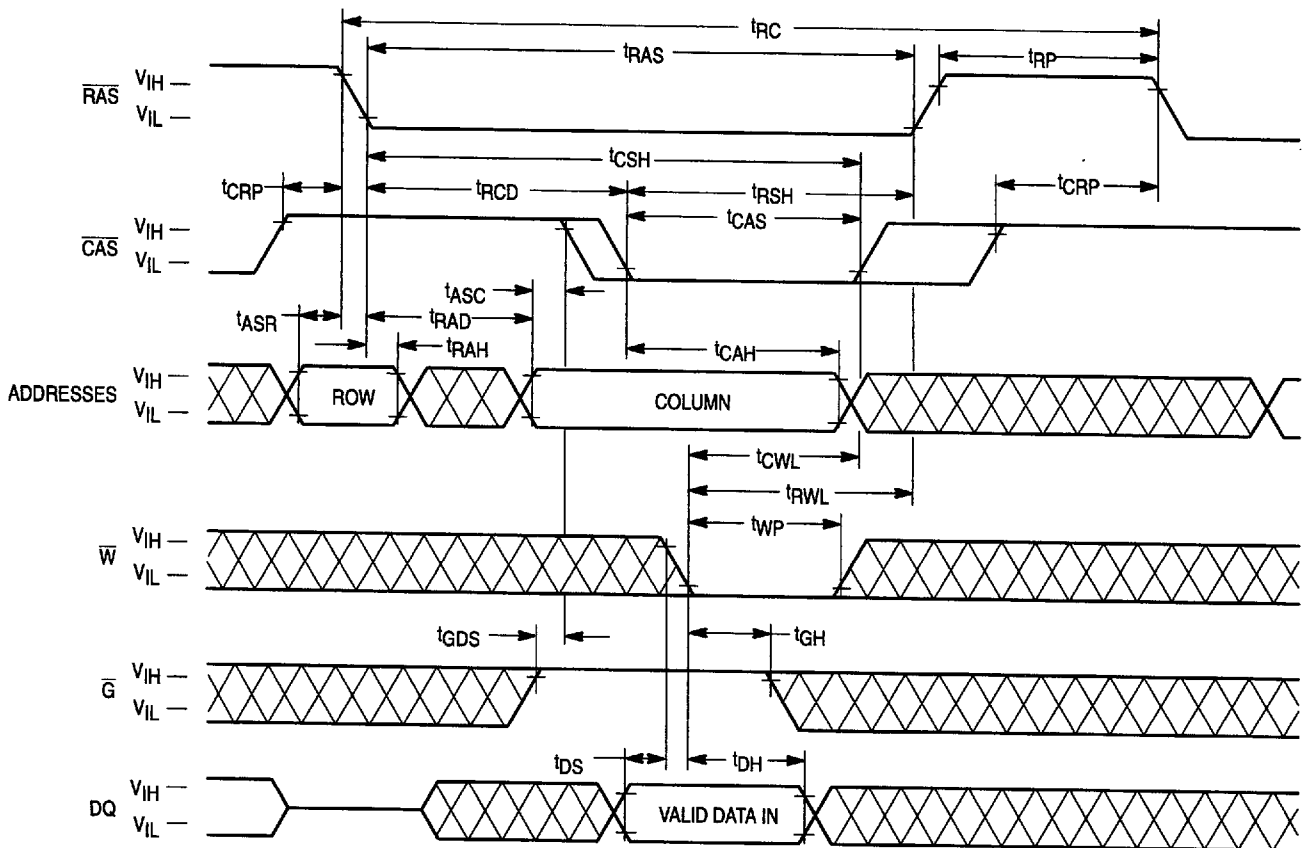 tRC
tRAS
tRP
RAS
VIH
VIL
tCSH
tCRP
tRCD
tRSH
tCRP
tCAS
CAS
VIH
VIL
tASC
tASR
tRAD
tRAH
tCAH
ADDRESSES
VIH
VIL
ROW
COLUMN
tCWL
tRWL
tWP
W
VIH
VIL
tGDS
tGH
G
VIH
VIL
tDS
tDH
DQ
VIH
VIL
VALID DATA IN